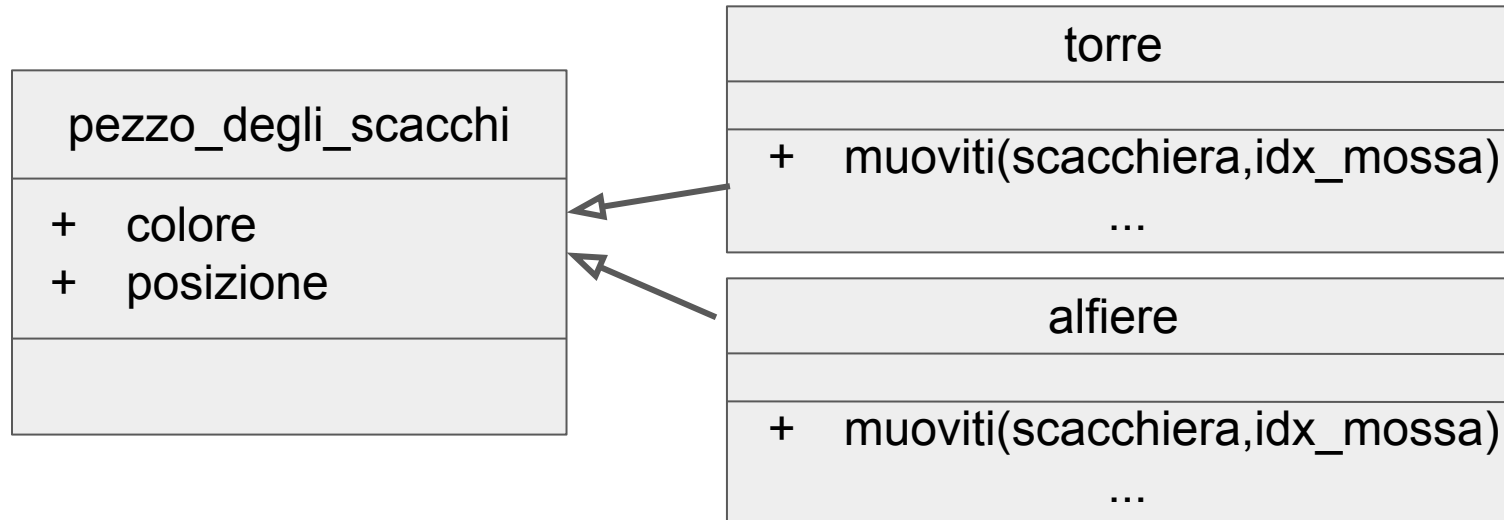 pezzo_degli_scacchi
+ colore
+ posizione
torre
+ muoviti(scacchiera,idx_mossa)
...
alfiere
+ muoviti(scacchiera,idx_mossa)
...